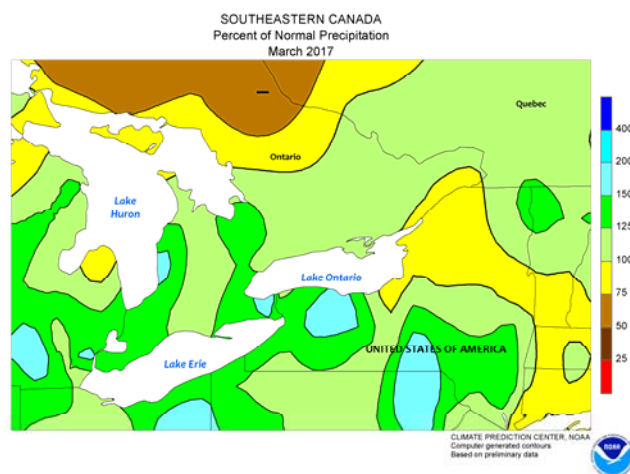 SOUTHEASTERN CANADA
Percent of Normal Precipitation
March 2017
Quebec
Ontario
Lake
Huron
Lake Ontario
UNITED STATES OF AMERICA
Lake Erie
400
200
150
125
100
75
50
25
CLIMATE PREDICTION CENTER, NOAA
Computer generated contours
Based on preliminary data
noaa